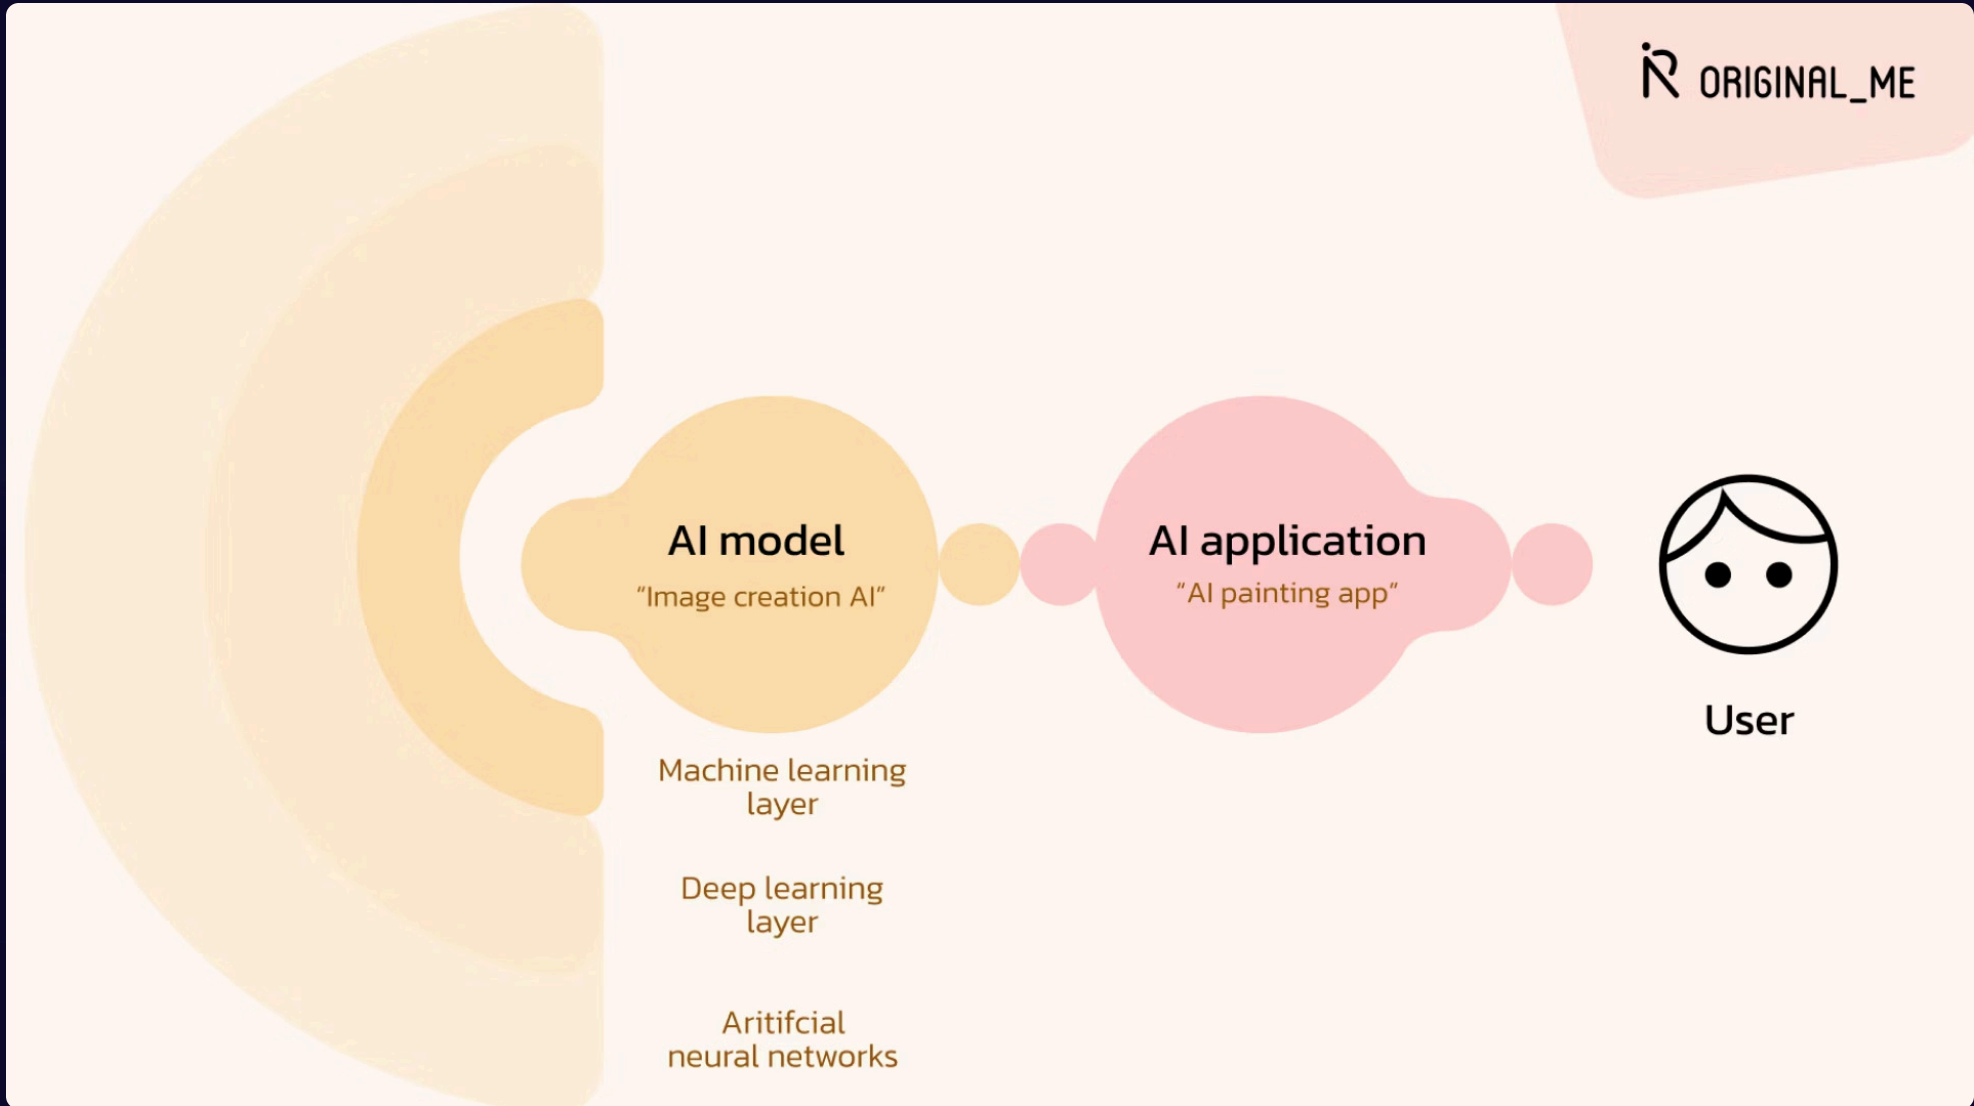 ORIGINAL_ME
AI model
“Image creation AI”
AI application
“AI painting app”
User
Machine learning
layer
Deep learning
layer
Aritifcial
neural networks